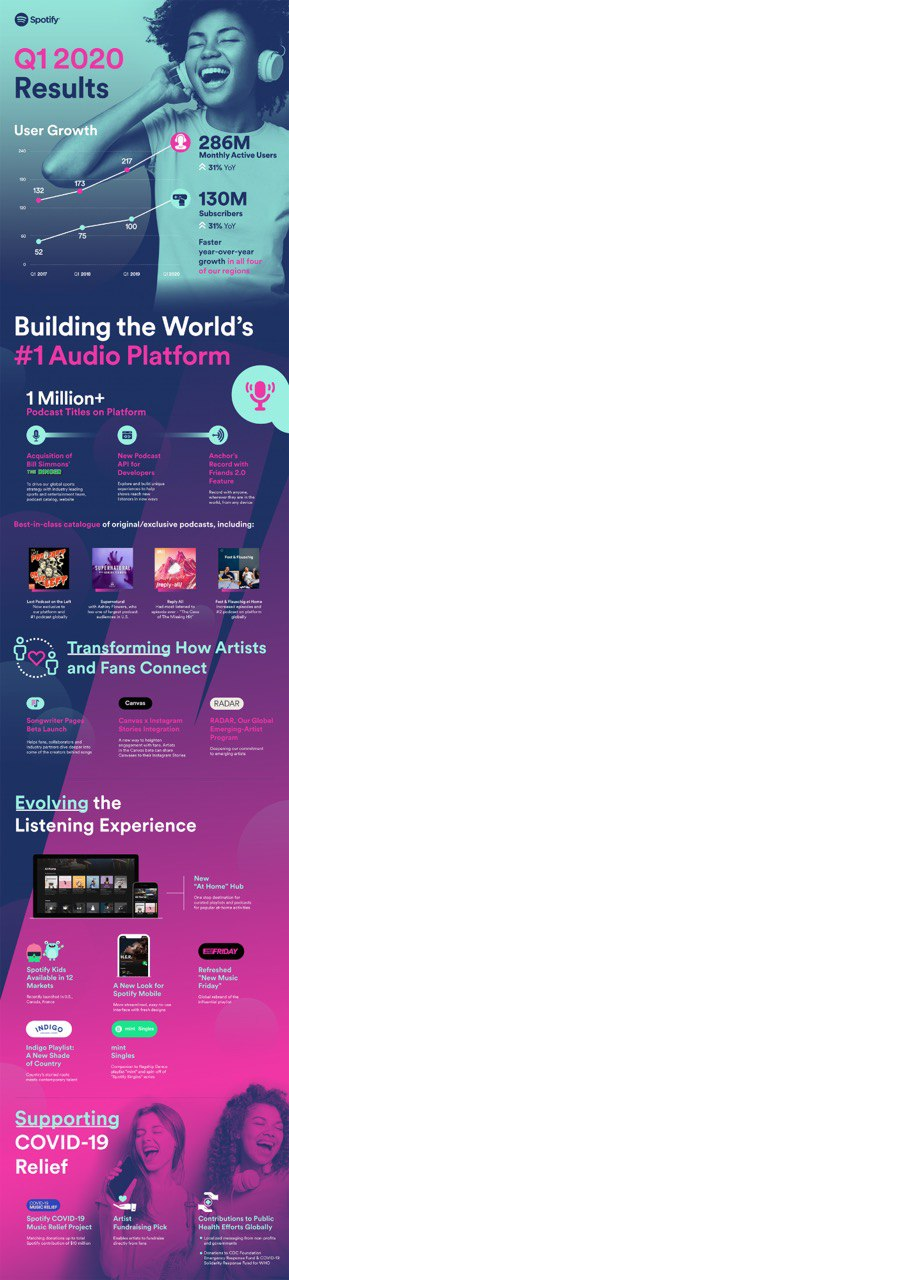 Spotify
Q1 2020
Results
User Growth
286M
Monthly Active Users
31% YoY
130M
Subscribers
31% YoY
Faster
year-over-year
growth in all four
of our regions
240
180
120
60
0
132
173
217
52
75
100
Q1 2017
Q1 2018
Q1 2019
Q1 2020
Building the World's
#1 Audio Platform
1 Million+
Podcast Titles on Platform
Acquisition of
Bill Simmons'
THE RINGER
To drive our global sports
strategy with industry-leading
sports and entertainment team,
podcast catalog, website
New Podcast
API for
Developers
Explore and build unique
experiences to help
shows reach new
listeners in new ways
Anchor's
Record with
Friends 2.0
Feature
Record with anyone,
wherever they are in the
world, from any device
Best-in-class catalogue of original/exclusive podcasts, including:
SUPERNATURAL
[reply-all]
Fest & Flauschig
Last Podcast on the Left
Now exclusive to
our platform and
#1 podcast globally
Supernatural
with Ashley Flowers, who
has one of largest podcast
audiences in U.S.
Reply All
Had most-listened to
episode ever - "The Case
of The Missing Hit"
Fest & Flauschig at Home
Increased episodes and
#2 podcast on platform
globally
Transforming How Artists
and Fans Connect
Songwriter Pages
Beta Launch
Helps fans, collaborators and
industry partners dive deeper into
some of the creators behind songs
Canvas
Canvas x Instagram
Stories Integration
A new way to heighten
engagement with fans. Artists
in the Canvas beta can share
Canvases to their Instagram Stories
RADAR
RADAR, Our Global
Emerging-Artist
Program
Deepening our commitment
to emerging artists
Evolving the
Listening Experience
New
"At Home" Hub
One stop destination for
curated playlists and podcasts
for popular at-home activities
Spotify Kids
Available in 12
Markets
Recently launched in U.S.,
Canada, France
H.E.R.
A New Look for
Spotify Mobile
More streamlined, easy-to-use
interface with fresh designs
FRIDAY
Refreshed
"New Music
Friday"
Global rebrand of the
influential playlist
INDIGO
Indigo Playlist:
A New Shade
of Country
Country's storied roots
meets contemporary talent
mint Singles
mint
Singles
Companion to flagship Dance
playlist "mint" and spin-off of
"Spotify Singles" series
Supporting
COVID-19
Relief
COVID-19
MUSIC RELIEF
Spotify COVID-19
Music Relief Project
Matching donations up to total
Spotify contribution of $10 million
Artist
Fundraising Pick
Enables artists to fundraise
directly from fans
Contributions to Public
Health Efforts Globally
Localized messaging from non-profits
and governments
Donations to CDC Foundation
Emergency Response Fund & COVID-19
Solidarity Response Fund for WHO